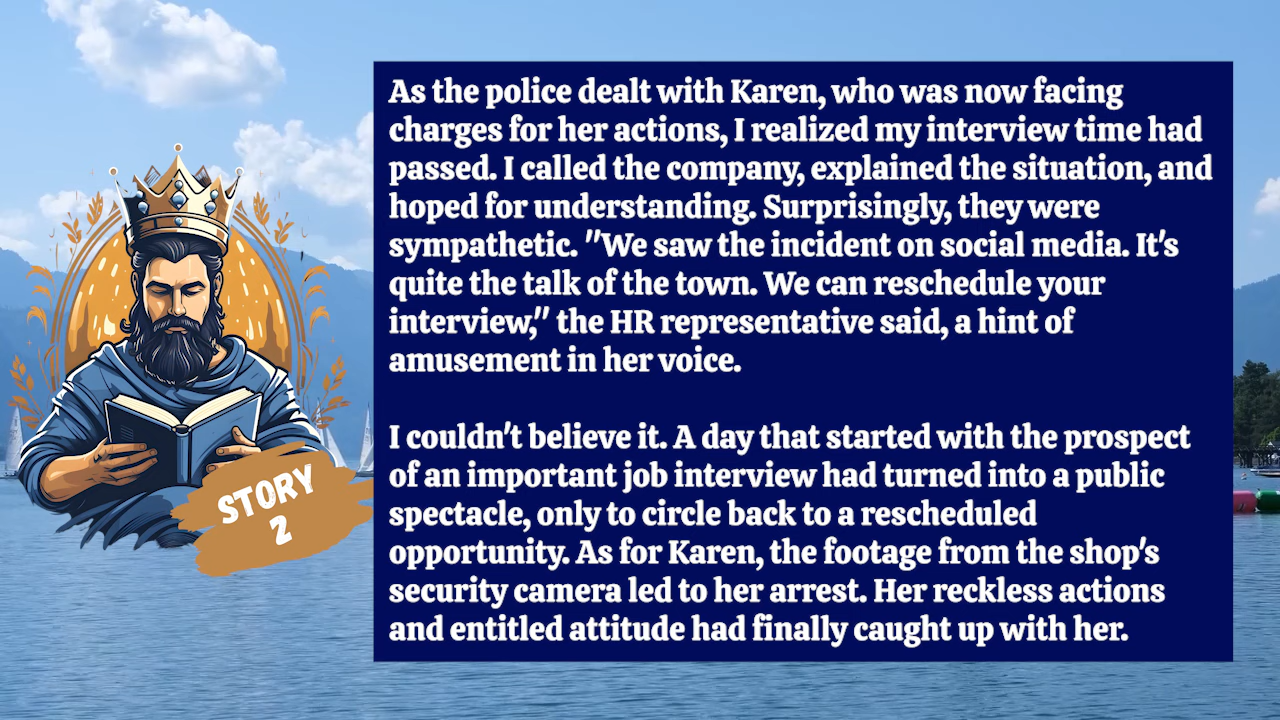 As the police dealt with Karen, who was now facing
charges for her actions, I realized my interview time had
passed. I called the company, explained the situation, and
hoped for understanding. Surprisingly, they were
sympathetic. "We saw the incident on social media. It's
quite the talk of the town. We can reschedule your
interview," the HR representative said, a hint of
amusement in her voice.
I couldn't believe it. A day that started with the prospect
of an important job interview had turned into a public
spectacle, only to circle back to a rescheduled
opportunity. As for Karen, the footage from the shop's
security camera led to her arrest. Her reckless actions
and entitled attitude had finally caught up with her.
STORY
2